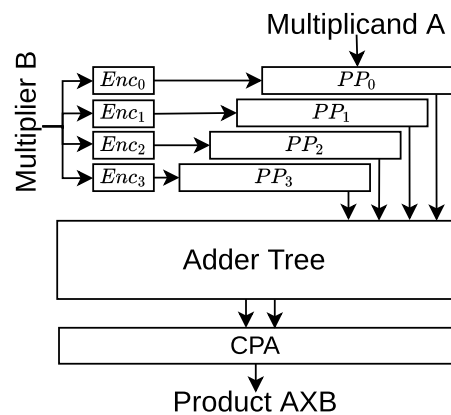 Multiplicand A
Multiplier B
Enc0 PP0
Enc1 PP1
Enc2 PP2
Enc3 PP3
Adder Tree
CPA
Product AXB